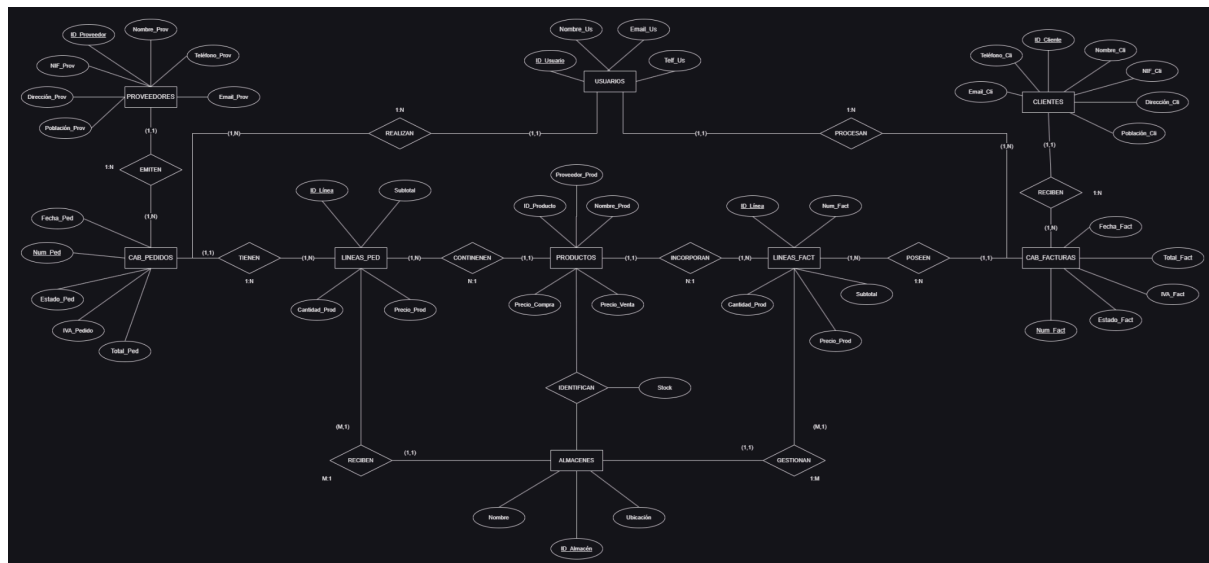 Nombre_Us
Email_Us
ID_Usuario
Telf_Us
USUARIOS
ID_Proveedor
Nombre_Prov
Teléfono_Prov
NIF_Prov
Dirección_Prov
Email_Prov
Población_Prov
PROVEEDORES
ID_Cliente
Teléfono_Cli
Nombre_Cli
NIF_Cli
Email_Cli
Dirección_Cli
Población_Cli
CLIENTES
1:N
(1,N)
REALIZAN
(1,1)
(1,1)
PROCESAN
1:N
(1,N)
(1,1)
1:N
EMITEN
(1,N)
(1,1)
RECIBEN
1:N
(1,N)
Fecha_Ped
Num_Ped
Estado_Ped
IVA_Pedido
Total_Ped
CAB_PEDIDOS
(1,1)
TIENEN
1:N
(1,N)
ID_Línea
Subtotal
LINEAS_PED
Cantidad_Prod
Precio_Prod
(1,N)
CONTINENEN
N:1
(1,1)
Proveedor_Prod
ID_Producto
Nombre_Prod
PRODUCTOS
Precio_Compra
Precio_Venta
(1,1)
INCORPORAN
N:1
(1,N)
ID_Línea
Num_Fact
LINEAS_FACT
Cantidad_Prod
Subtotal
Precio_Prod
(1,N)
POSEEN
1:N
(1,1)
CAB_FACTURAS
Fecha_Fact
Total_Fact
IVA_Fact
Estado_Fact
Num_Fact
IDENTIFICAN
Stock
(M,1)
RECIBEN
M:1
(1,1)
ALMACENES
(1,1)
(M,1)
GESTIONAN
1:M
Nombre
ID_Almacén
Ubicación